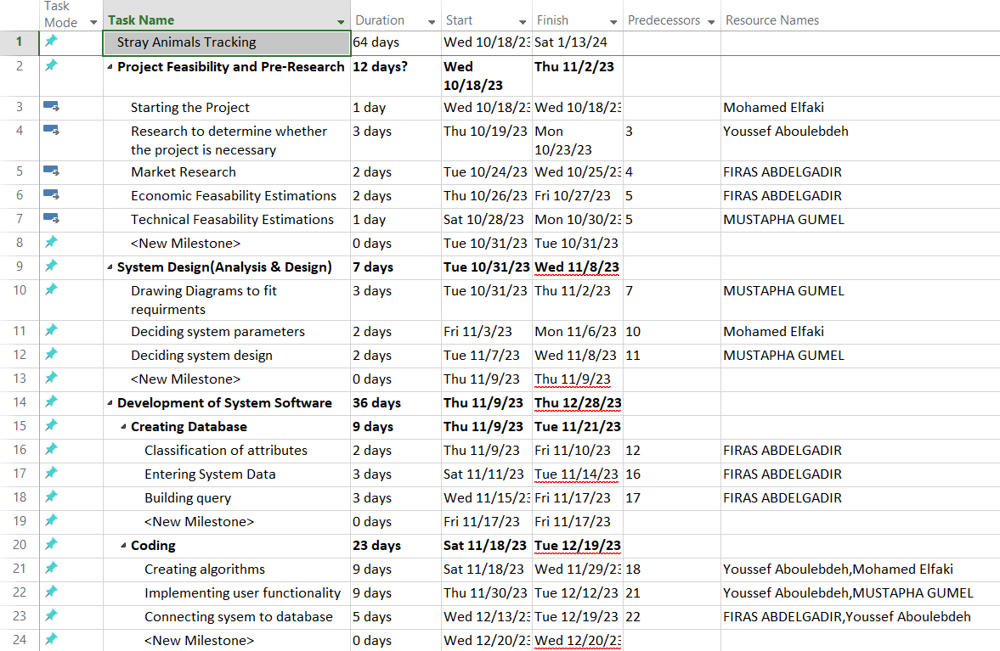 Task Mode Task Name Duration Start Finish Predecessors Resource Names
1 Stray Animals Tracking 64 days Wed 10/18/23 Sat 1/13/24
2 Project Feasibility and Pre-Research 12 days? Wed 10/18/23 Thu 11/2/23
3 Starting the Project 1 day Wed 10/18/23 Wed 10/18/23 Mohamed Elfaki
4 Research to determine whether the project is necessary 3 days Thu 10/19/23 Mon 10/23/23 3 Youssef Aboulebdeh
5 Market Research 2 days Tue 10/24/23 Wed 10/25/23 4 FIRAS ABDELGADIR
6 Economic Feasability Estimations 2 days Thu 10/26/23 Fri 10/27/23 5 FIRAS ABDELGADIR
7 Technical Feasability Estimations 1 day Sat 10/28/23 Mon 10/30/23 5 MUSTAPHA GUMEL
8 <New Milestone> 0 days Tue 10/31/23 Tue 10/31/23
9 System Design(Analysis & Design) 7 days Tue 10/31/23 Wed 11/8/23
10 Drawing Diagrams to fit requirments 3 days Tue 10/31/23 Thu 11/2/23 7 MUSTAPHA GUMEL
11 Deciding system parameters 2 days Fri 11/3/23 Mon 11/6/23 10 Mohamed Elfaki
12 Deciding system design 2 days Tue 11/7/23 Wed 11/8/23 11 MUSTAPHA GUMEL
13 <New Milestone> 0 days Thu 11/9/23 Thu 11/9/23
14 Development of System Software 36 days Thu 11/9/23 Thu 12/28/23
15 Creating Database 9 days Thu 11/9/23 Tue 11/21/23
16 Classification of attributes 2 days Thu 11/9/23 Fri 11/10/23 12 FIRAS ABDELGADIR
17 Entering System Data 3 days Sat 11/11/23 Tue 11/14/23 16 FIRAS ABDELGADIR
18 Building query 3 days Wed 11/15/23 Fri 11/17/23 17 FIRAS ABDELGADIR
19 <New Milestone> 0 days Fri 11/17/23 Fri 11/17/23
20 Coding 23 days Sat 11/18/23 Tue 12/19/23
21 Creating algorithms 9 days Sat 11/18/23 Wed 11/29/23 18 Youssef Aboulebdeh,Mohamed Elfaki
22 Implementing user functionality 9 days Thu 11/30/23 Tue 12/12/23 21 Youssef Aboulebdeh,MUSTAPHA GUMEL
23 Connecting sysem to database 5 days Wed 12/13/23 Tue 12/19/23 22 FIRAS ABDELGADIR,Youssef Aboulebdeh
24 <New Milestone> 0 days Wed 12/20/23 Wed 12/20/23